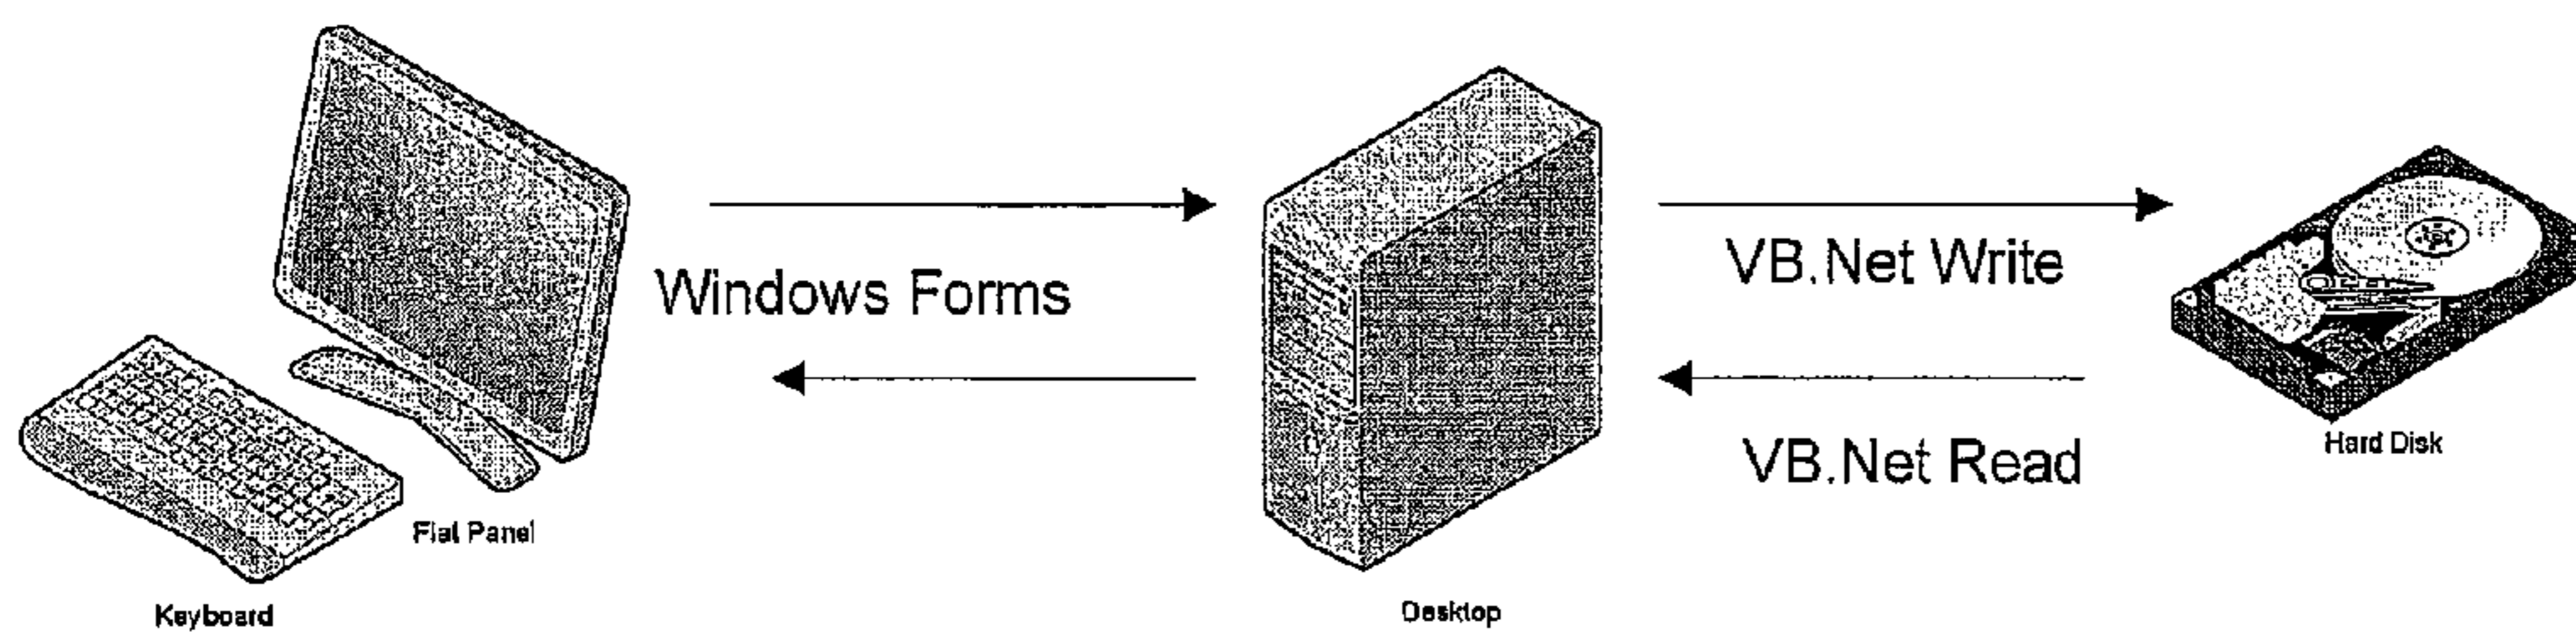 Windows Forms
VB.Net Write
VB.Net Read
Hard Disk
Flat Panel
Keyboard
Desktop